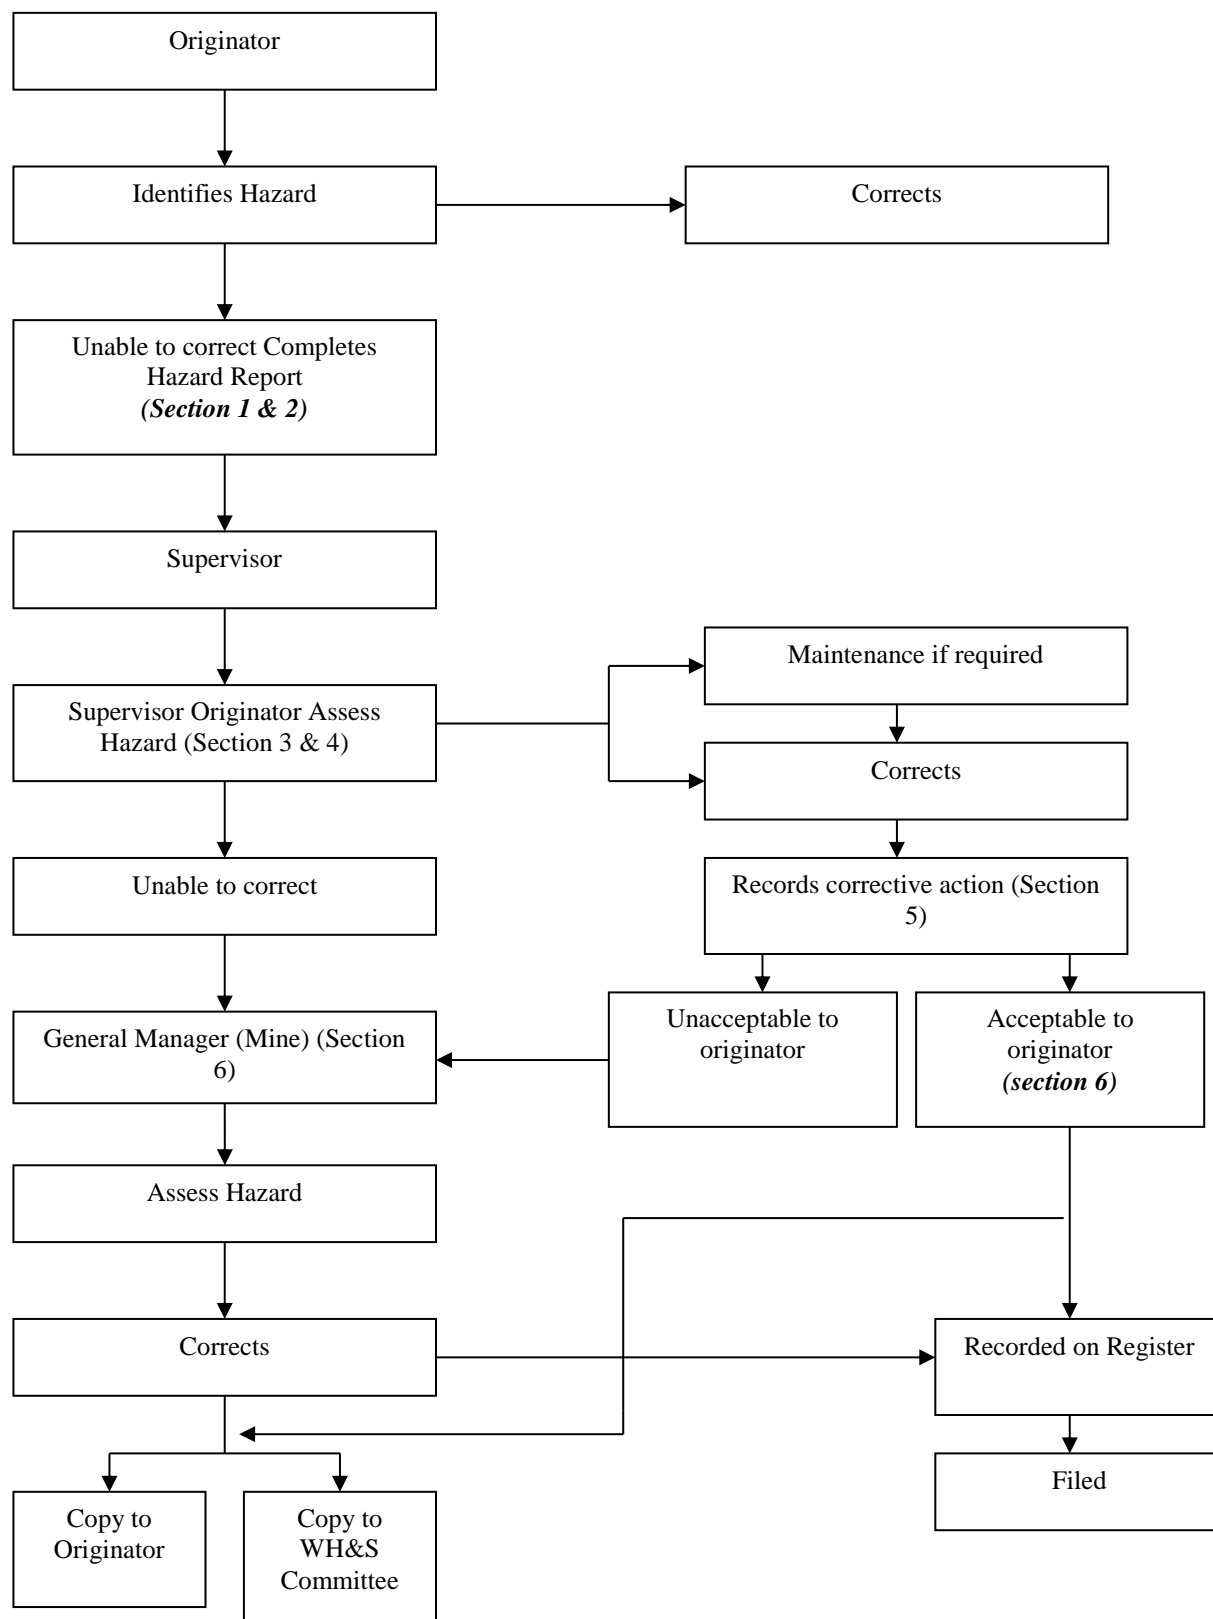 Originator
Identifies Hazard
Corrects
Unable to correct Completes
Hazard Report
(Section 1 & 2)
Supervisor
Maintenance if required
Supervisor Originator Assess
Hazard (Section 3 & 4)
Corrects
Unable to correct
Records corrective action (Section
5)
General Manager (Mine) (Section
6)
Unacceptable to
originator
Acceptable to
originator
(section 6)
Assess Hazard
Corrects
Recorded on Register
Copy to
Originator
Copy to
WH&S
Committee
Filed